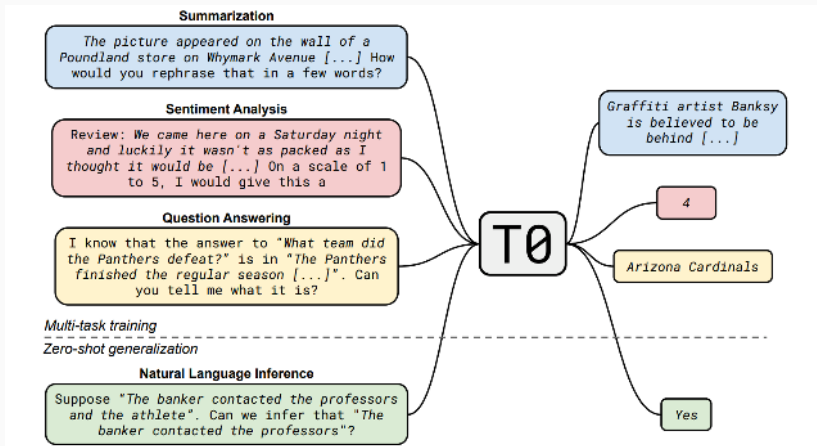 Summarization
The picture appeared on the wall of a
Poundland store on Whymark Avenue [...] How
would you rephrase that in a few words?
Sentiment Analysis
Review: We came here on a Saturday night
and luckily it wasn't as packed as I
thought it would be [...] On a scale of 1
to 5, I would give this a
Question Answering
I know that the answer to "What team did
the Panthers defeat?" is in "The Panthers
finished the regular season [...]". Can
you tell me what it is?
Multi-task training
Zero-shot generalization
Natural Language Inference
Suppose "The banker contacted the professors
and the athlete". Can we infer that "The
banker contacted the professors"?
T0
Graffiti artist Banksy
is believed to be
behind [...]
4
Arizona Cardinals
Yes